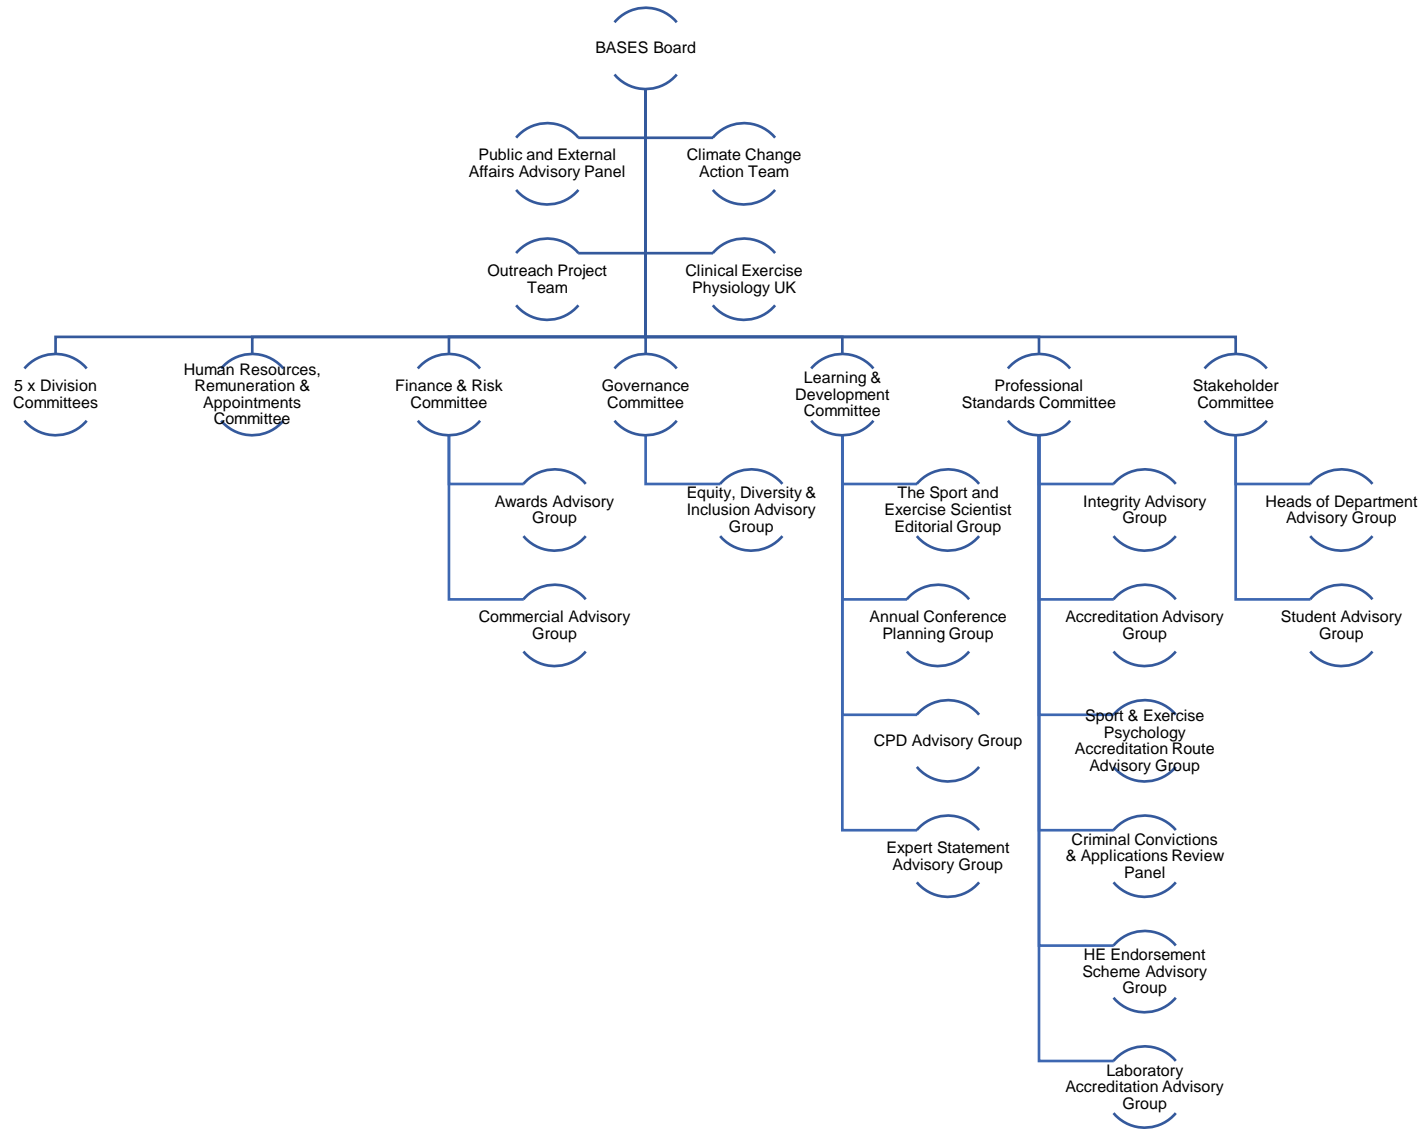 BASES Board
Public and External
Affairs Advisory Panel
Climate Change
Action Team
Outreach Project
Team
Clinical Exercise
Physiology UK
5 x Division
Committees
Human Resources,
Remuneration &
Appointments
Committee
Finance & Risk
Committee
Governance
Committee
Learning &
Development
Committee
Professional
Standards Committee
Stakeholder
Committee
Awards Advisory
Group
Commercial Advisory
Group
Equity, Diversity &
Inclusion Advisory
Group
The Sport and
Exercise Scientist
Editorial Group
Annual Conference
Planning Group
CPD Advisory Group
Expert Statement
Advisory Group
Integrity Advisory
Group
Accreditation Advisory
Group
Sport & Exercise
Psychology
Accreditation Route
Advisory Group
Criminal Convictions
& Applications Review
Panel
HE Endorsement
Scheme Advisory
Group
Laboratory
Accreditation Advisory
Group
Heads of Department
Advisory Group
Student Advisory
Group